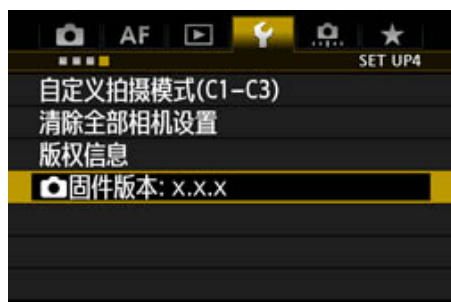 AF
SET UP4
自定义拍摄模式(C1-C3)
清除全部相机设置
版权信息
固件版本: x.x.x